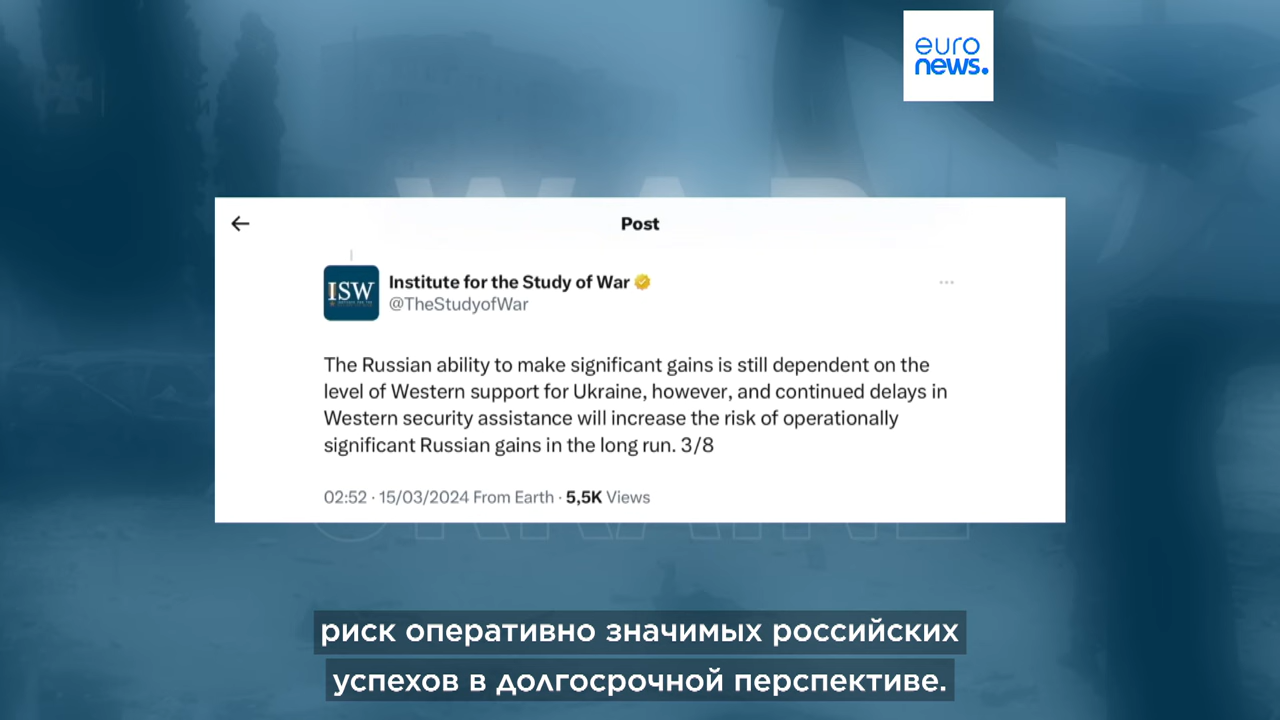 euro
news.
WAR
Post
ISW
Institute for the Study of War
@TheStudyofWar
The Russian ability to make significant gains is still dependent on the
level of Western support for Ukraine, however, and continued delays in
Western security assistance will increase the risk of operationally
significant Russian gains in the long run. 3/8
02:52 · 15/03/2024 From Earth · 5,5K Views
UKRAINE
риск оперативно значимых российских
успехов в долгосрочной перспективе.